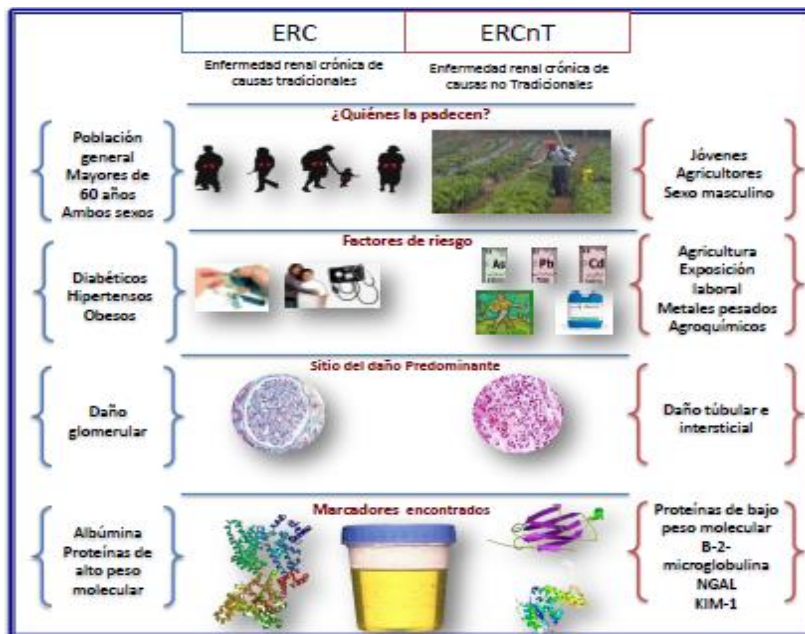 ERC
ERCnT
Enfermedad renal crónica de
causas tradicionales
Enfermedad renal crónica de
causas no Tradicionales
¿Quiénes la padecen?
Población
general
Mayores de
60 años
Ambos sexos
Jóvenes
Agricultores
Sexo masculino
Factores de riesgo
Diabéticos
Hipertensos
Obesos
As
Pb
Cd
Agricultura
Exposición
laboral
Metales pesados
Agroquímicos
Sitio del daño Predominante
Daño
glomerular
Daño túbular e
intersticial
Marcadores encontrados
Albúmina
Proteínas de
alto peso
molecular
Proteínas de bajo
peso molecular
B-2-
microglobulina
NGAL
KIM-1